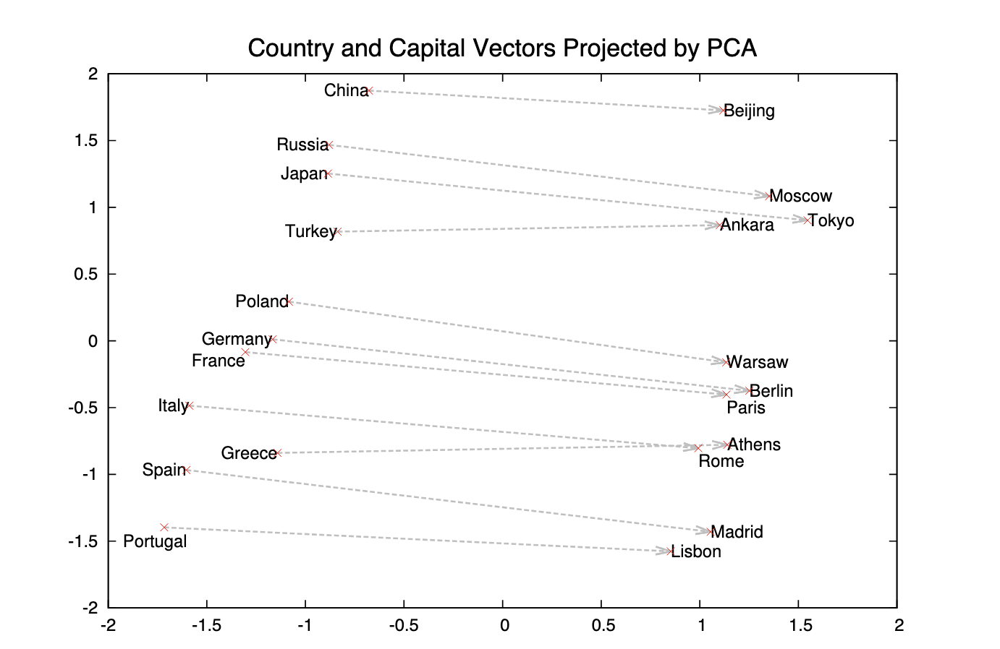 Country and Capital Vectors Projected by PCA
2
China
Beijing
1.5
Russia
Japan
Moscow
1
Tokyo
Turkey
Ankara
0.5
Poland
Germany
0
France
Warsaw
Berlin
-0.5
Italy
Paris
Athens
Greece
Rome
Spain
-1
Madrid
-1.5
Portugal
Lisbon
-2
-2 -1.5 -1 -0.5 0 0.5 1 1.5 2